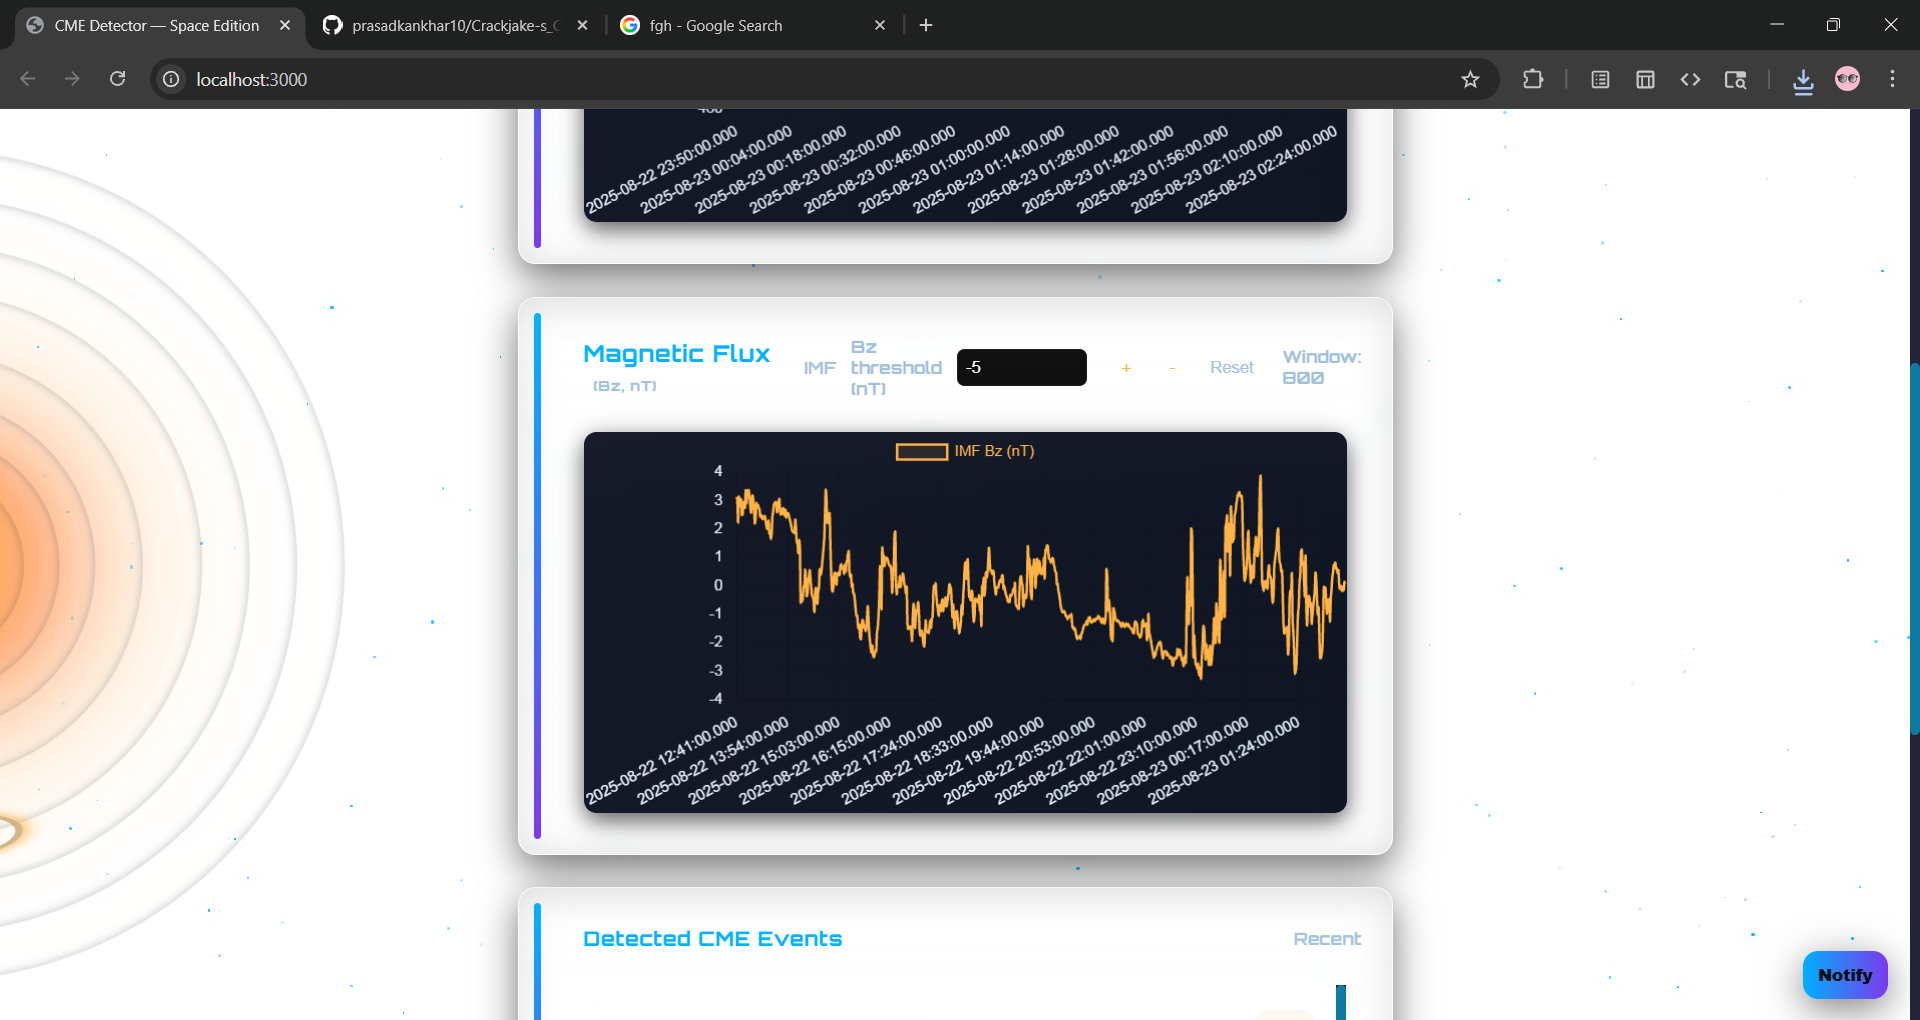 CME Detector — Space Edition
prasadkankhar10/Crackjake-s_
fgh - Google Search
localhost:3000
2025-08-22 23:50:00.000
2025-08-23 00:04:00.000
2025-08-23 00:18:00.000
2025-08-23 00:32:00.000
2025-08-23 00:46:00.000
2025-08-23 01:00:00.000
2025-08-23 01:14:00.000
2025-08-23 01:28:00.000
2025-08-23 01:42:00.000
2025-08-23 01:56:00.000
2025-08-23 02:10:00.000
2025-08-23 02:24:00.000
Magnetic Flux
(Bz, nT)
IMF
Bz
threshold
(nT)
-5
+
-
Reset
Window:
800
IMF Bz (nT)
4
3
2
1
0
-1
-2
-3
-4
2025-08-22 12:41:00.000
2025-08-22 13:54:00.000
2025-08-22 15:03:00.000
2025-08-22 16:15:00.000
2025-08-22 17:24:00.000
2025-08-22 18:33:00.000
2025-08-22 19:44:00.000
2025-08-22 20:53:00.000
2025-08-22 22:01:00.000
2025-08-22 23:10:00.000
2025-08-23 00:17:00.000
2025-08-23 01:24:00.000
Detected CME Events
Recent
Notify